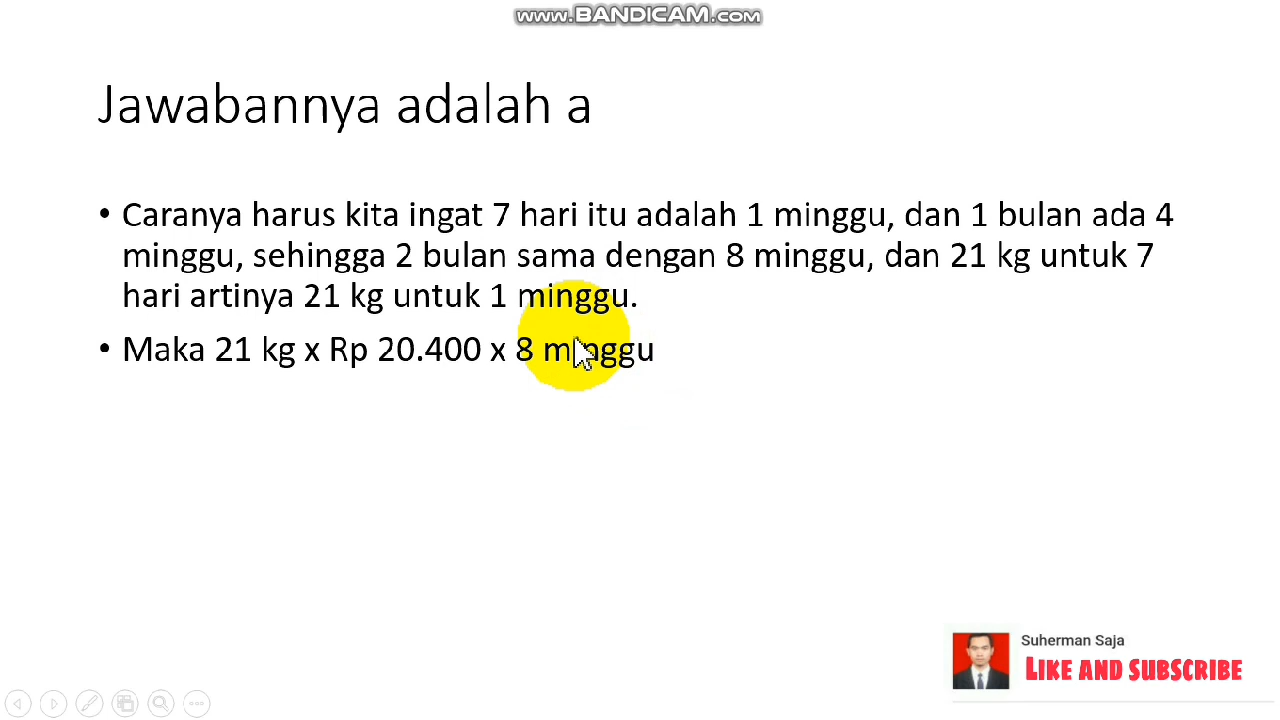 www.BANDICAM.com
Jawabannya adalah a
• Caranya harus kita ingat 7 hari itu adalah 1 minggu, dan 1 bulan ada 4
minggu, sehingga 2 bulan sama dengan 8 minggu, dan 21 kg untuk 7
hari artinya 21 kg untuk 1 minggu.
• Maka 21 kg x Rp 20.400 x 8 minggu
Suherman Saja
LIKE AND SUBSCRIBE